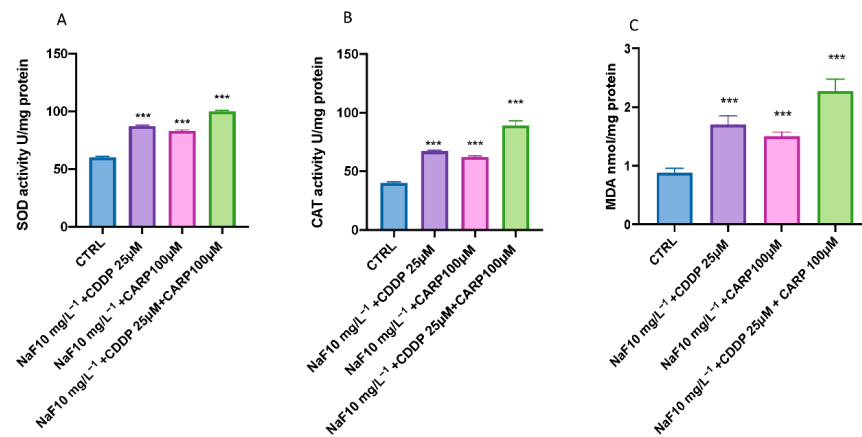 A
SOD activity U/mg protein
150
100
50
0
***
***
***
CTRL
NaF10 mg/L⁻¹ +CDDP 25µM
NaF10 mg/L⁻¹ +CARP100µM
NaF10 mg/L⁻¹ +CDDP 25µM+CARP100µM
B
CAT activity U/mg protein
150
100
50
0
***
***
***
CTRL
NaF10 mg/L⁻¹ +CDDP 25µM
NaF10 mg/L⁻¹ +CARP100µM
NaF10 mg/L⁻¹ +CDDP 25µM+CARP100µM
C
MDA nmol/mg protein
3
2
1
0
***
***
***
CTRL
NaF10 mg/L⁻¹ +CDDP 25µM
NaF10 mg/L⁻¹ +CARP100µM
NaF10 mg/L⁻¹ +CDDP 25µM + CARP 100µM